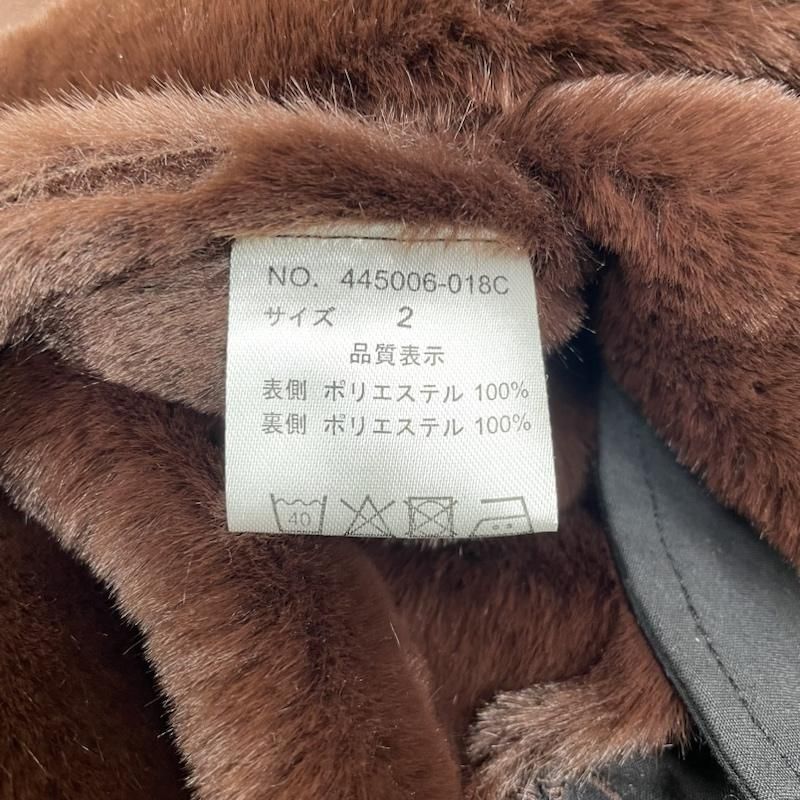 NO. 445006-018C
サイズ 2
品質表示
表側 ポリエステル 100%
裏側 ポリエステル 100%
40